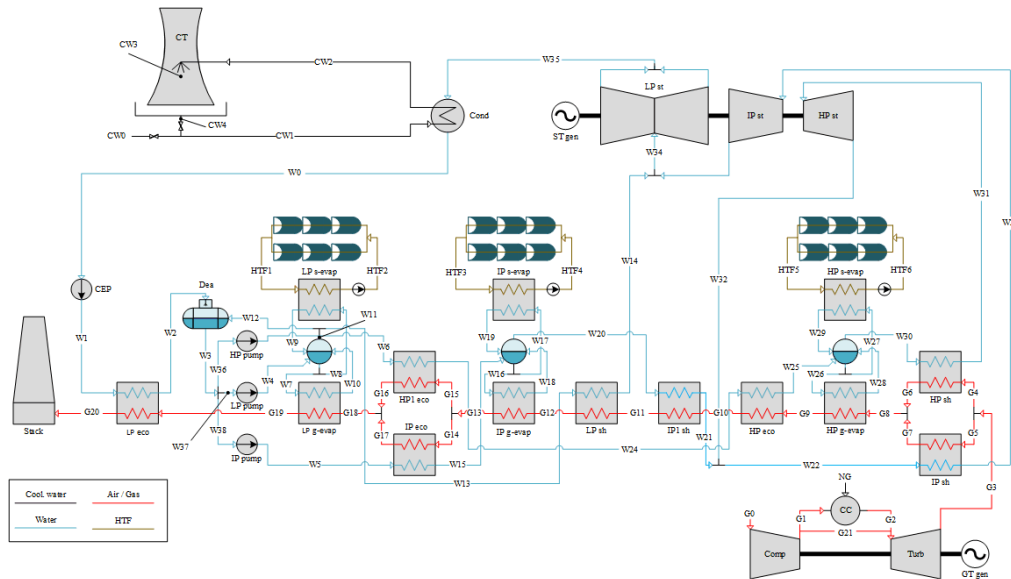 CT
CW3
CW2
W35
LP st
IP st
HP st
CW4
CW0
CW1
Cond
ST gen
W34
W0
W31
HTF1
LP s-evap
HTF2
HTF3
IP s-evap
HTF4
W14
W32
HTF5
HP s-evap
HTF6
CEP
Dea
W12
W11
W1
W2
W3
W36
HP pump
W9
W6
W19
W17
W20
W29
W27
W30
W4
W8
W16
W25
W26
LP pump
W7
W10
HP1 eco
W18
W28
HP sh
G16
G15
G6
G4
G20
G19
G18
G13
G12
G11
G10
G9
G8
Stack
LP eco
W37
W38
LP g-evap
G17
G14
IP g-evap
LP sh
IP1 sh
HP eco
HP g-evap
G7
G5
IP eco
W21
IP pump
W24
W5
W15
W13
W22
IP sh
G3
Cool. water
Air / Gas
Water
HTF
NG
CC
G0
G1
G2
G21
Comp
Turb
GT gen